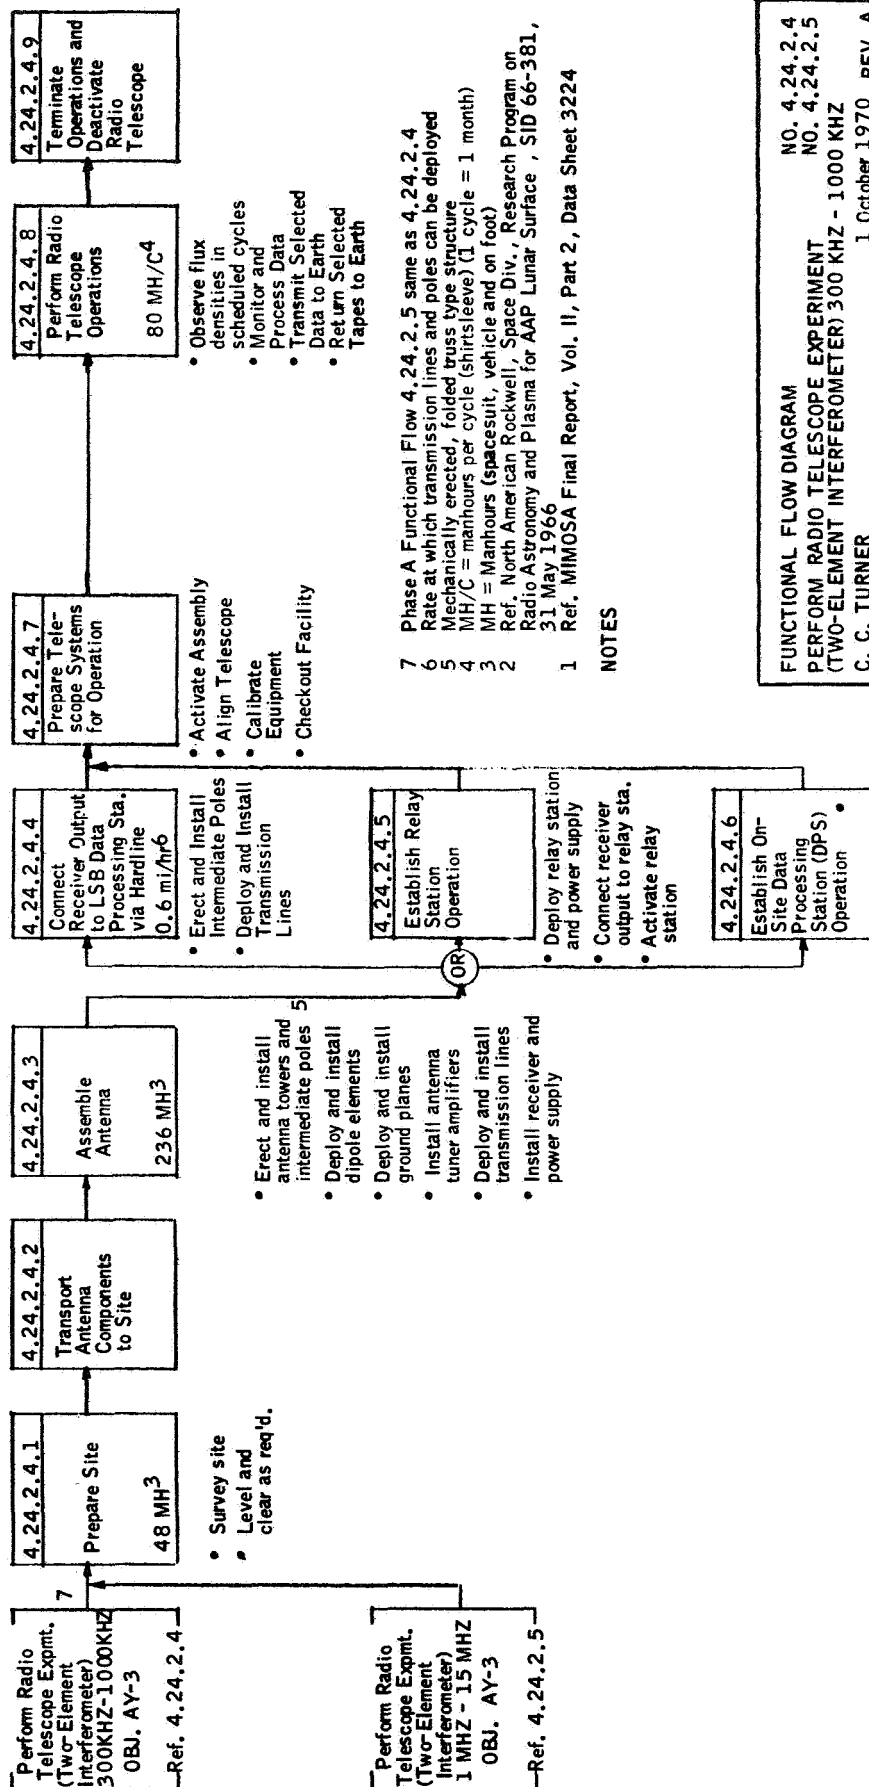 Perform Radio
Telescope Expmt.
(Two-Element
Interferometer)
300KHZ-1000KHZ
OBJ. AY-3
Ref. 4.24.2.4
7
Perform Radio
Telescope Expmt.
(Two-Element
Interferometer)
1 MHZ - 15 MHZ
OBJ. AY-3
Ref. 4.24.2.5
4.24.2.4.1
Prepare Site
48 MH3
• Survey site
• Level and
clear as req'd.
4.24.2.4.2
Transport
Antenna
Components
to Site
4.24.2.4.3
Assemble
Antenna
236 MH3
• Erect and install
antenna towers and
intermediate poles 5
• Deploy and install
dipole elements
• Deploy and install
ground planes
• Install antenna
tuner amplifiers
• Deploy and install
transmission lines
• Install receiver and
power supply
OR
4.24.2.4.4
Connect
Receiver Output
to LSB Data
Processing Sta.
via Hardline
0.6 mi/hr6
• Erect and Install
Intermediate Poles
• Deploy and Install
Transmission
Lines
4.24.2.4.5
Establish Relay
Station
Operation
• Deploy relay station
and power supply
• Connect receiver
output to relay sta.
• Activate relay
station
4.24.2.4.6
Establish On-
Site Data
Processing
Station (DPS)
Operation •
4.24.2.4.7
Prepare Tele-
scope Systems
for Operation
• Activate Assembly
• Align Telescope
• Calibrate
Equipment
• Checkout Facility
4.24.2.4.8
Perform Radio
Telescope
Operations
80 MH/C4
• Observe flux
densities in
scheduled cycles
• Monitor and
Process Data
• Transmit Selected
Data to Earth
• Return Selected
Tapes to Earth
4.24.2.4.9
Terminate
Operations and
Deactivate
Radio
Telescope
7 Phase A Functional Flow 4.24.2.5 same as 4.24.2.4
6 Rate at which transmission lines and poles can be deployed
5 Mechanically erected, folded truss type structure
4 MH/C = manhours per cycle (shirtsleeve) (1 cycle = 1 month)
3 MH = Manhours (spacesuit, vehicle and on foot)
2 Ref. North American Rockwell, Space Div., Research Program on
Radio Astronomy and Plasma for AAP Lunar Surface , SID 66-381,
31 May 1966
1 Ref. MIMOSA Final Report, Vol. II, Part 2, Data Sheet 3224
NOTES
FUNCTIONAL FLOW DIAGRAM NO. 4.24.2.4
PERFORM RADIO TELESCOPE EXPERIMENT NO. 4.24.2.5
(TWO-ELEMENT INTERFEROMETER) 300 KHZ - 1000 KHZ
C. C. TURNER 1 October 1970 REV. A